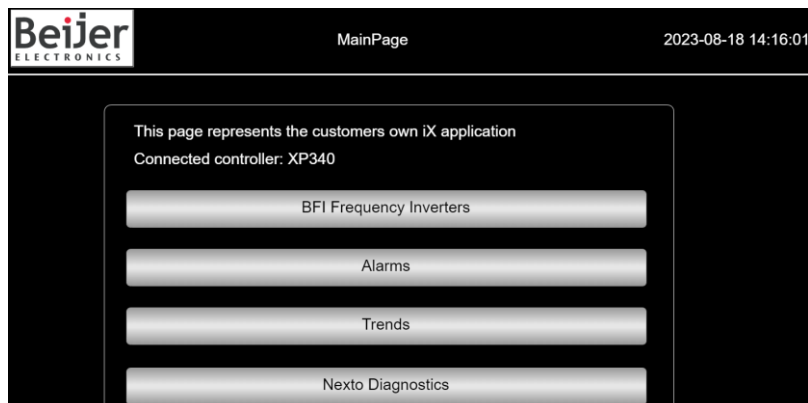 Beijer
ELECTRONICS
MainPage
2023-08-18 14:16:01
This page represents the customers own iX application
Connected controller: XP340
BFI Frequency Inverters
Alarms
Trends
Nexto Diagnostics